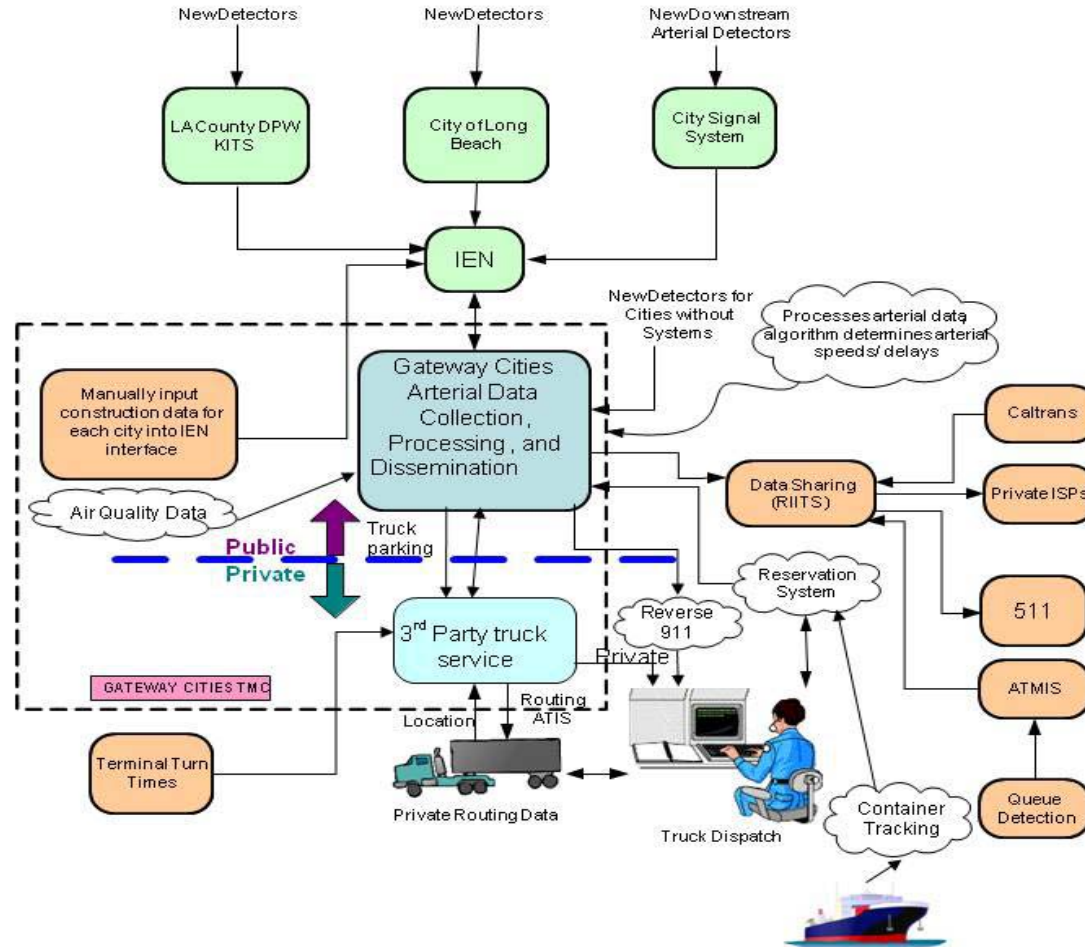 NewDetectors
NewDetectors
NewDownstream
Arterial Detectors
LA County DPW
KITS
City of Long
Beach
City Signal
System
IEN
NewDetectors for
Cities without
Systems
Processes arterial data,
algorithm determines arterial
speeds/ delays
Manually input
construction data for
each city into IEN
interface
Gateway Cities
Arterial Data
Collection,
Processing, and
Dissemination
Caltrans
Data Sharing
(RIITS)
Private ISPs
Air Quality Data
Truck
parking
Public
Private
Reservation
System
511
3rd Party truck
service
Reverse
911
Private
ATMIS
GATEWAY CITIES TMC
Location
Routing
ATIS
Terminal Turn
Times
Private Routing Data
Truck Dispatch
Container
Tracking
Queue
Detection